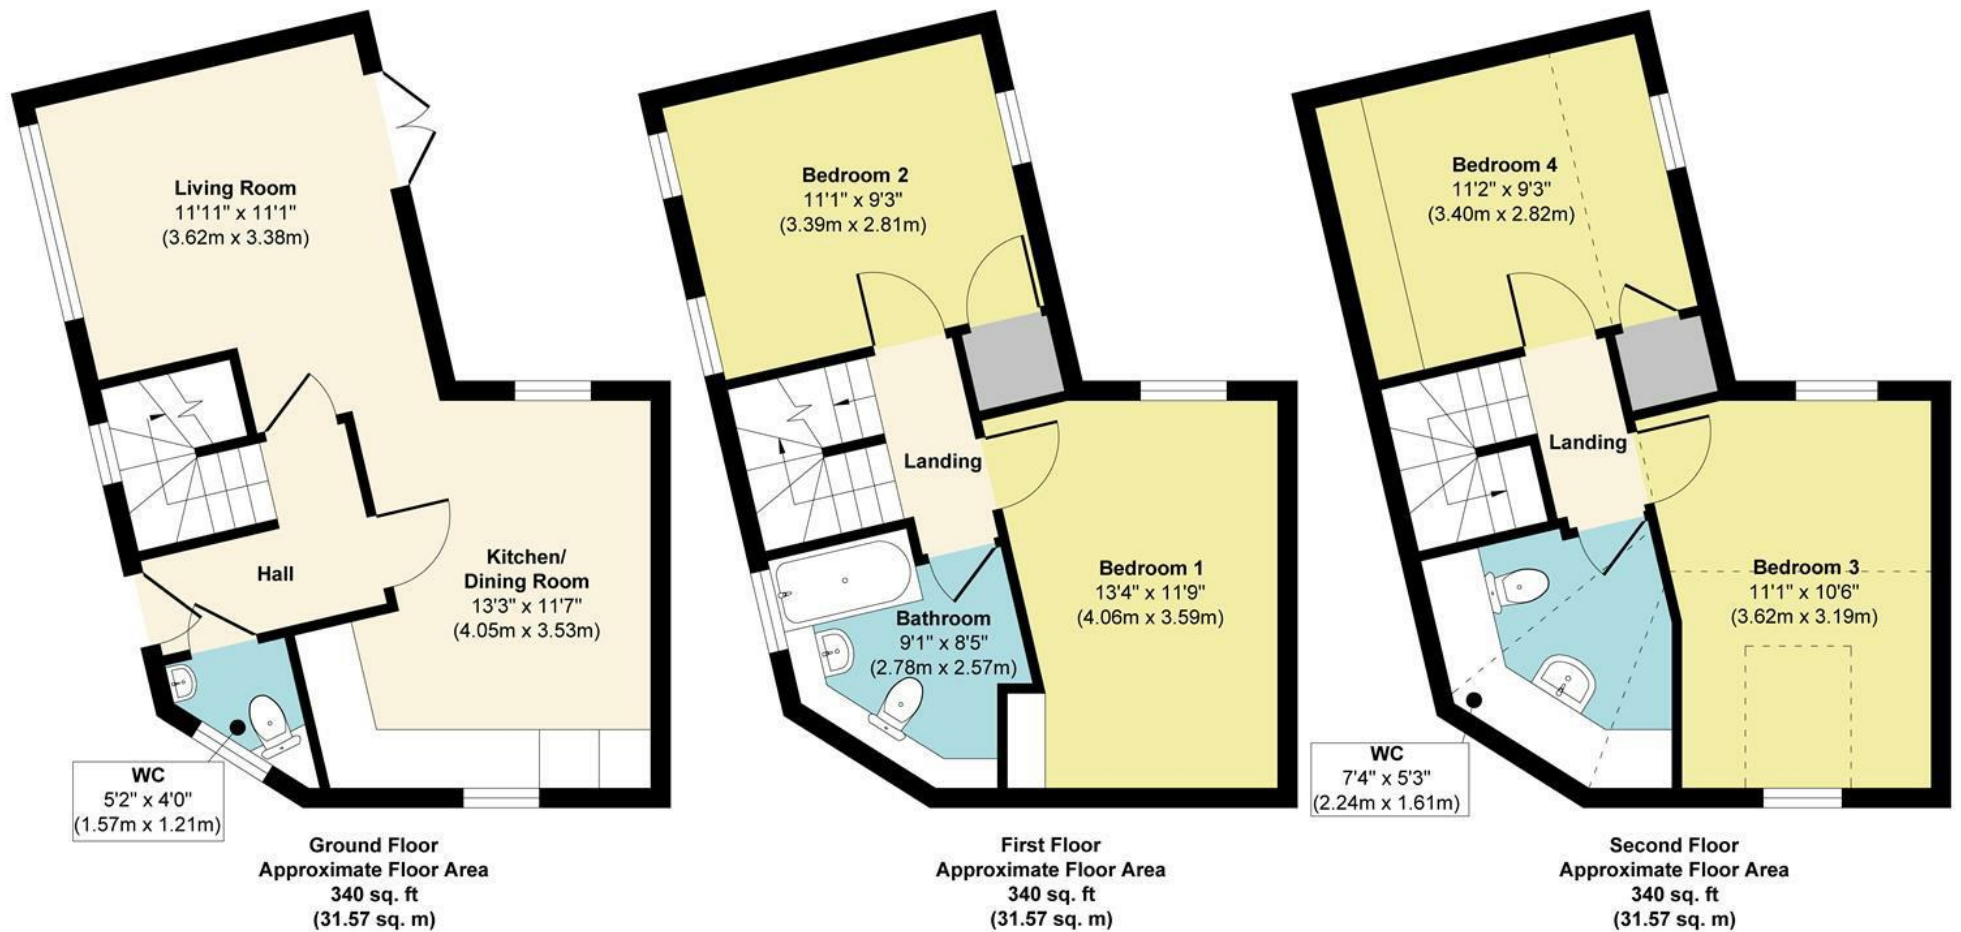 Living Room
11'11" x 11'1"
(3.62m x 3.38m)
Kitchen/
Dining Room
13'3" x 11'7"
(4.05m x 3.53m)
Hall
WC
5'2" x 4'0"
(1.57m x 1.21m)
Ground Floor
Approximate Floor Area
340 sq. ft
(31.57 sq. m)
Bedroom 2
11'1" x 9'3"
(3.39m x 2.81m)
Landing
Bedroom 1
13'4" x 11'9"
(4.06m x 3.59m)
Bathroom
9'1" x 8'5"
(2.78m x 2.57m)
First Floor
Approximate Floor Area
340 sq. ft
(31.57 sq. m)
Bedroom 4
11'2" x 9'3"
(3.40m x 2.82m)
Landing
Bedroom 3
11'1" x 10'6"
(3.62m x 3.19m)
WC
7'4" x 5'3"
(2.24m x 1.61m)
Second Floor
Approximate Floor Area
340 sq. ft
(31.57 sq. m)